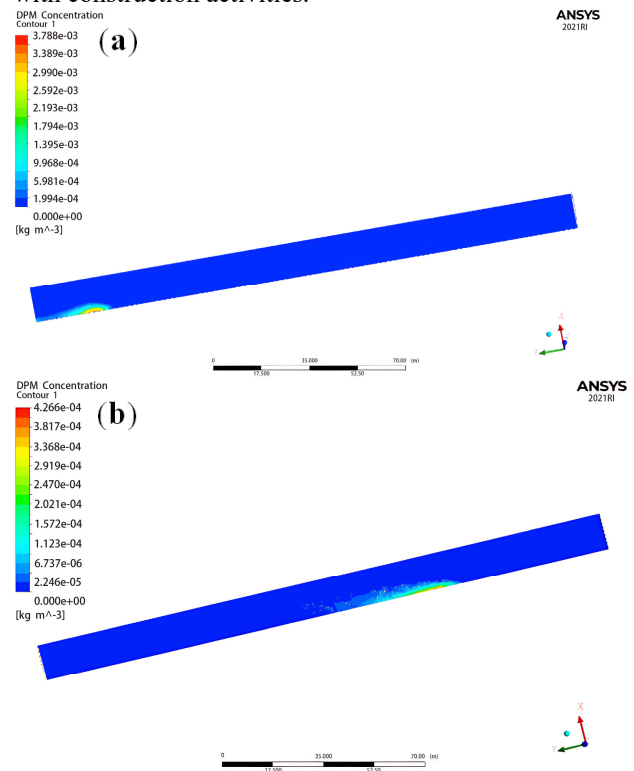 with construction activities.
DPM Concentration
Contour 1
(a)
ANSYS
2021RI
3.788e-03
3.389e-03
2.990e-03
2.592e-03
2.193e-03
1.794e-03
1.395e-03
9.968e-04
5.981e-04
1.994e-04
0.000e+00
[kg m^-3]
X
0 35.000 70.00 (m)
17.500 52.50
DPM Concentration
Contour 1
(b)
ANSYS
2021RI
4.266e-04
3.817e-04
3.368e-04
2.919e-04
2.470e-04
2.021e-04
1.572e-04
1.123e-04
6.737e-06
2.246e-05
0.000e+00
[kg m^-3]
X
Y
0 35.000 70.00 (m)
17.500 52.50